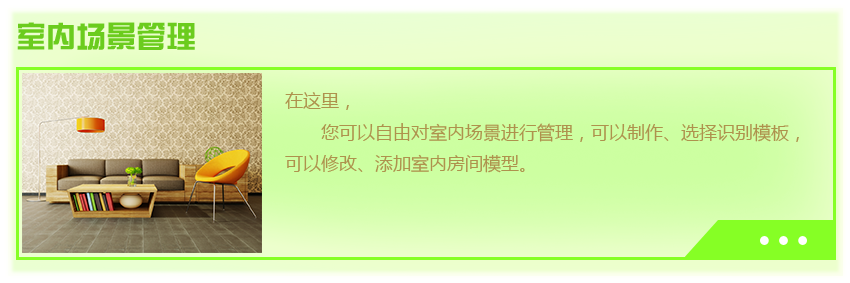 室内场景管理
在这里，
您可以自由对室内场景进行管理，可以制作、选择识别模板，
可以修改、添加室内房间模型。